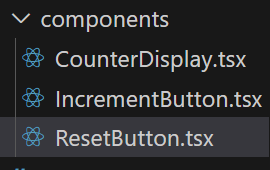 components
CounterDisplay.tsx
IncrementButton.tsx
ResetButton.tsx